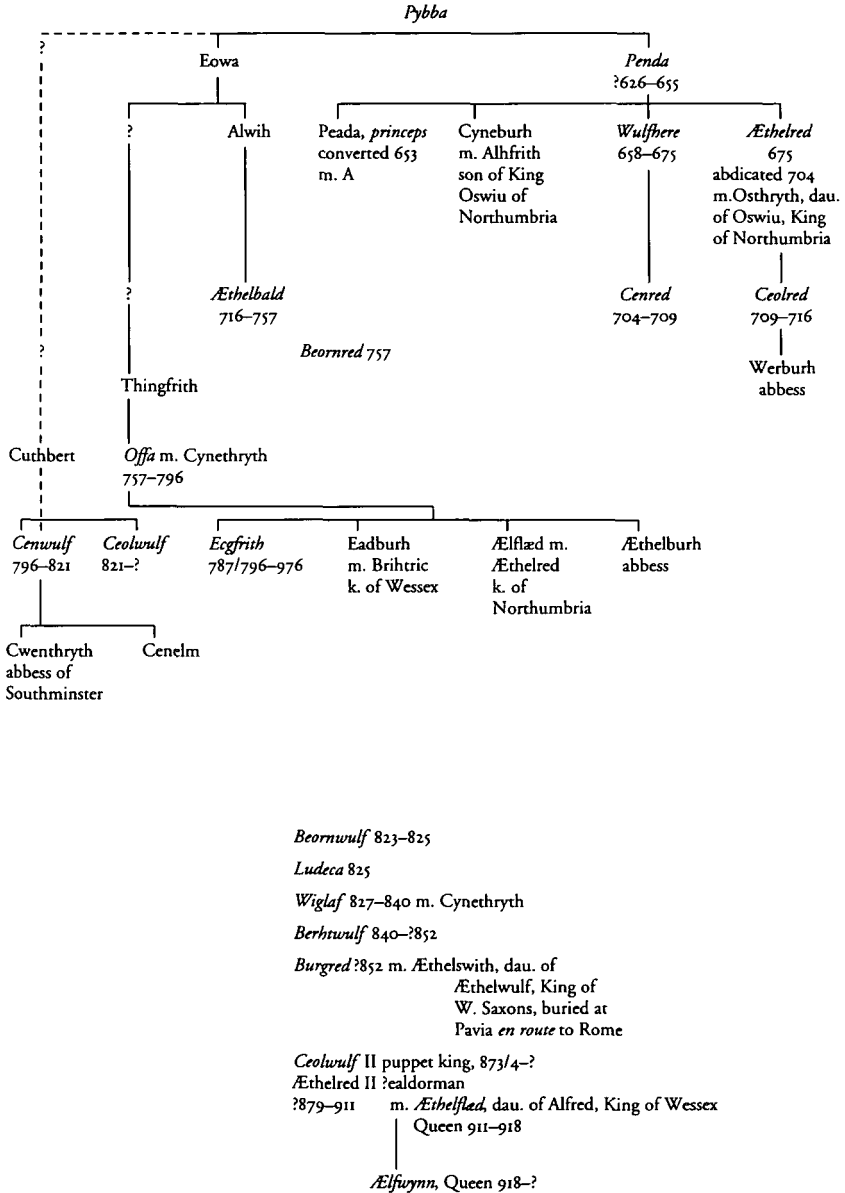 Pybba
?
Eowa
Penda
?626–655
?
Alwih
Peada, princeps
converted 653
m. A
Cyneburh
m. Alhfrith
son of King
Oswiu of
Northumbria
Wulfhere
658–675
Æthelred
675
abdicated 704
m.Osthryth, dau.
of Oswiu, King
of Northumbria
?
Æthelbald
716–757
Cenred
704–709
Ceolred
709–716
?
Beornred 757
Werburh
abbess
Thingfrith
Cuthbert
Offa m. Cynethryth
757–796
Cenwulf
796–821
Ceolwulf
821–?
Ecgfrith
787/796–976
Eadburh
m. Brihtric
k. of Wessex
Ælflæd m.
Æthelred
k. of
Northumbria
Æthelburh
abbess
Cwenthryth
abbess of
Southminster
Cenelm
Beornwulf 823–825
Ludeca 825
Wiglaf 827–840 m. Cynethryth
Berhtwulf 840–?852
Burgred ?852 m. Æthelswith, dau. of
Æthelwulf, King of
W. Saxons, buried at
Pavia en route to Rome
Ceolwulf II puppet king, 873/4–?
Æthelred II ?ealdorman
?879–911 m. Æthelflæd, dau. of Alfred, King of Wessex
Queen 911–918
Ælfwynn, Queen 918–?